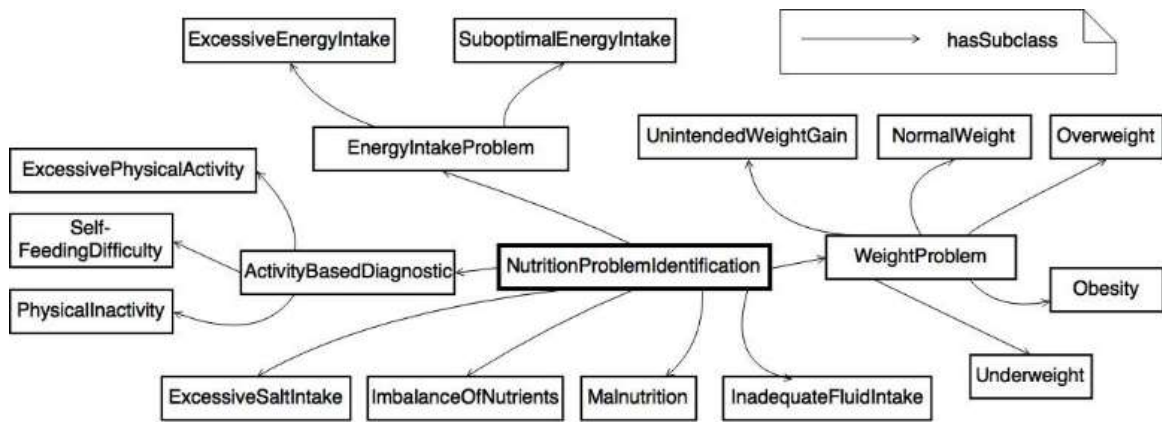 ExcessiveEnergyIntake
SuboptimalEnergyIntake
hasSubclass
EnergyIntakeProblem
UnintendedWeightGain
NormalWeight
Overweight
ExcessivePhysicalActivity
Self-
FeedingDifficulty
ActivityBasedDiagnostic
NutritionProblemIdentification
WeightProblem
PhysicalInactivity
Obesity
Underweight
ExcessiveSaltIntake
ImbalanceOfNutrients
Malnutrition
InadequateFluidIntake